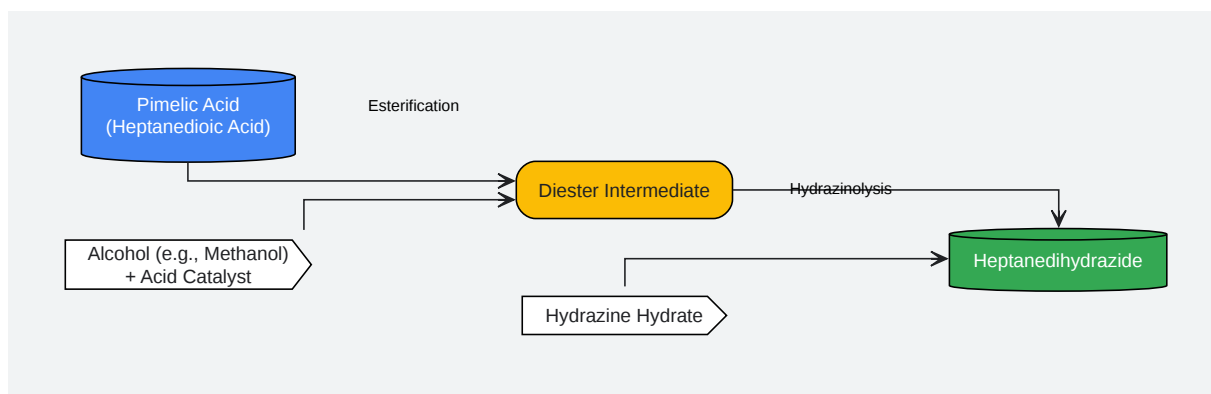 Pimelic Acid
(Heptanedioic Acid)
Esterification
Diester Intermediate
Hydrazinolysis
Alcohol (e.g., Methanol)
+ Acid Catalyst
Heptanedihydrazide
Hydrazine Hydrate